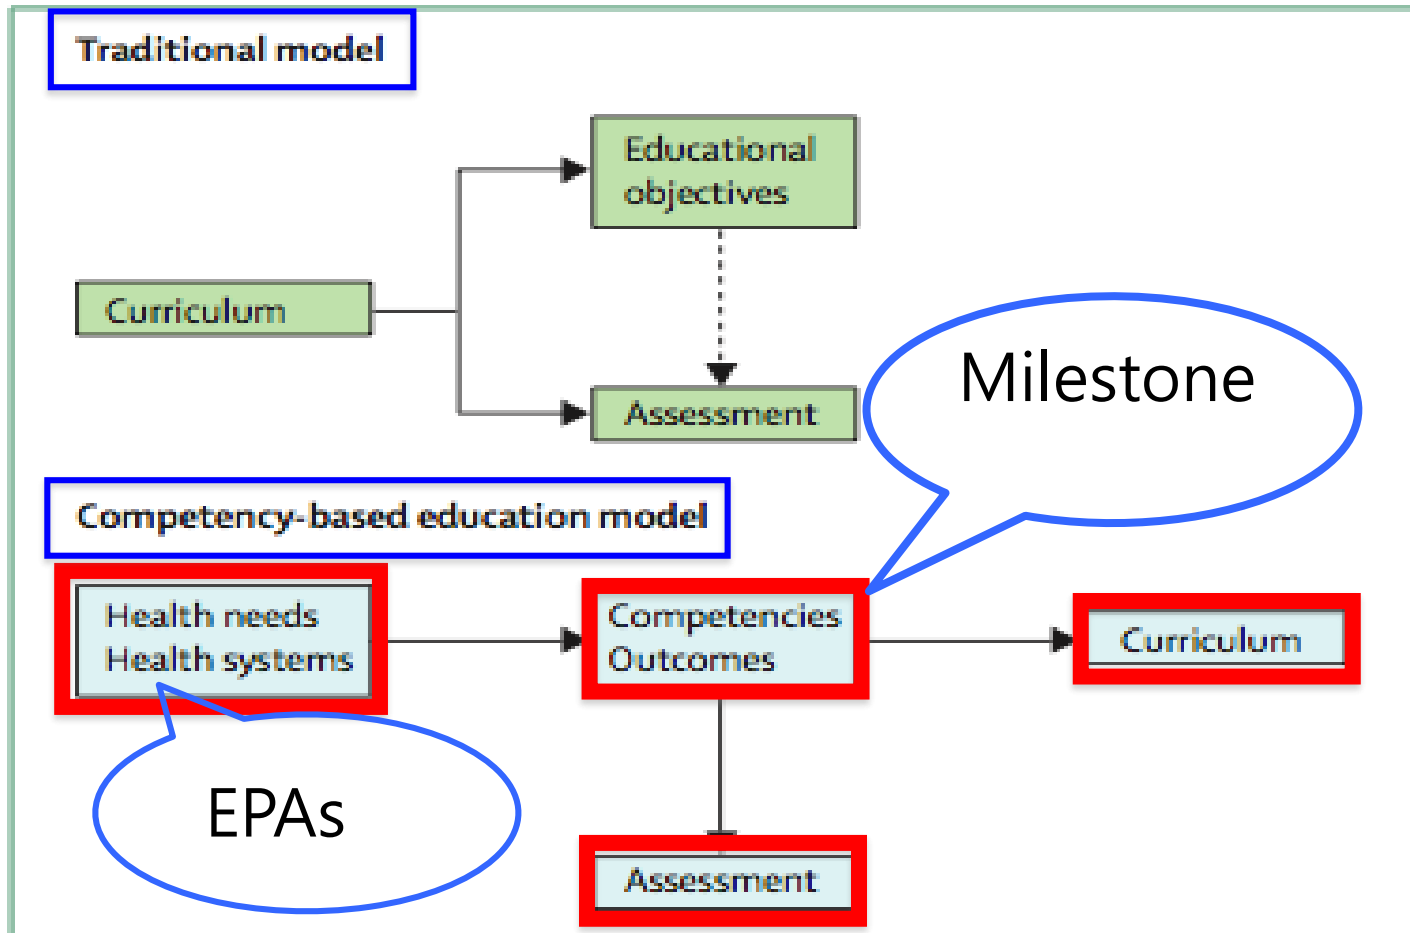 Traditional model
Educational
objectives
Curriculum
Assessment
Milestone
Competency-based education model
Health needs
Health systems
Competencies
Outcomes
Curriculum
EPAs
Assessment